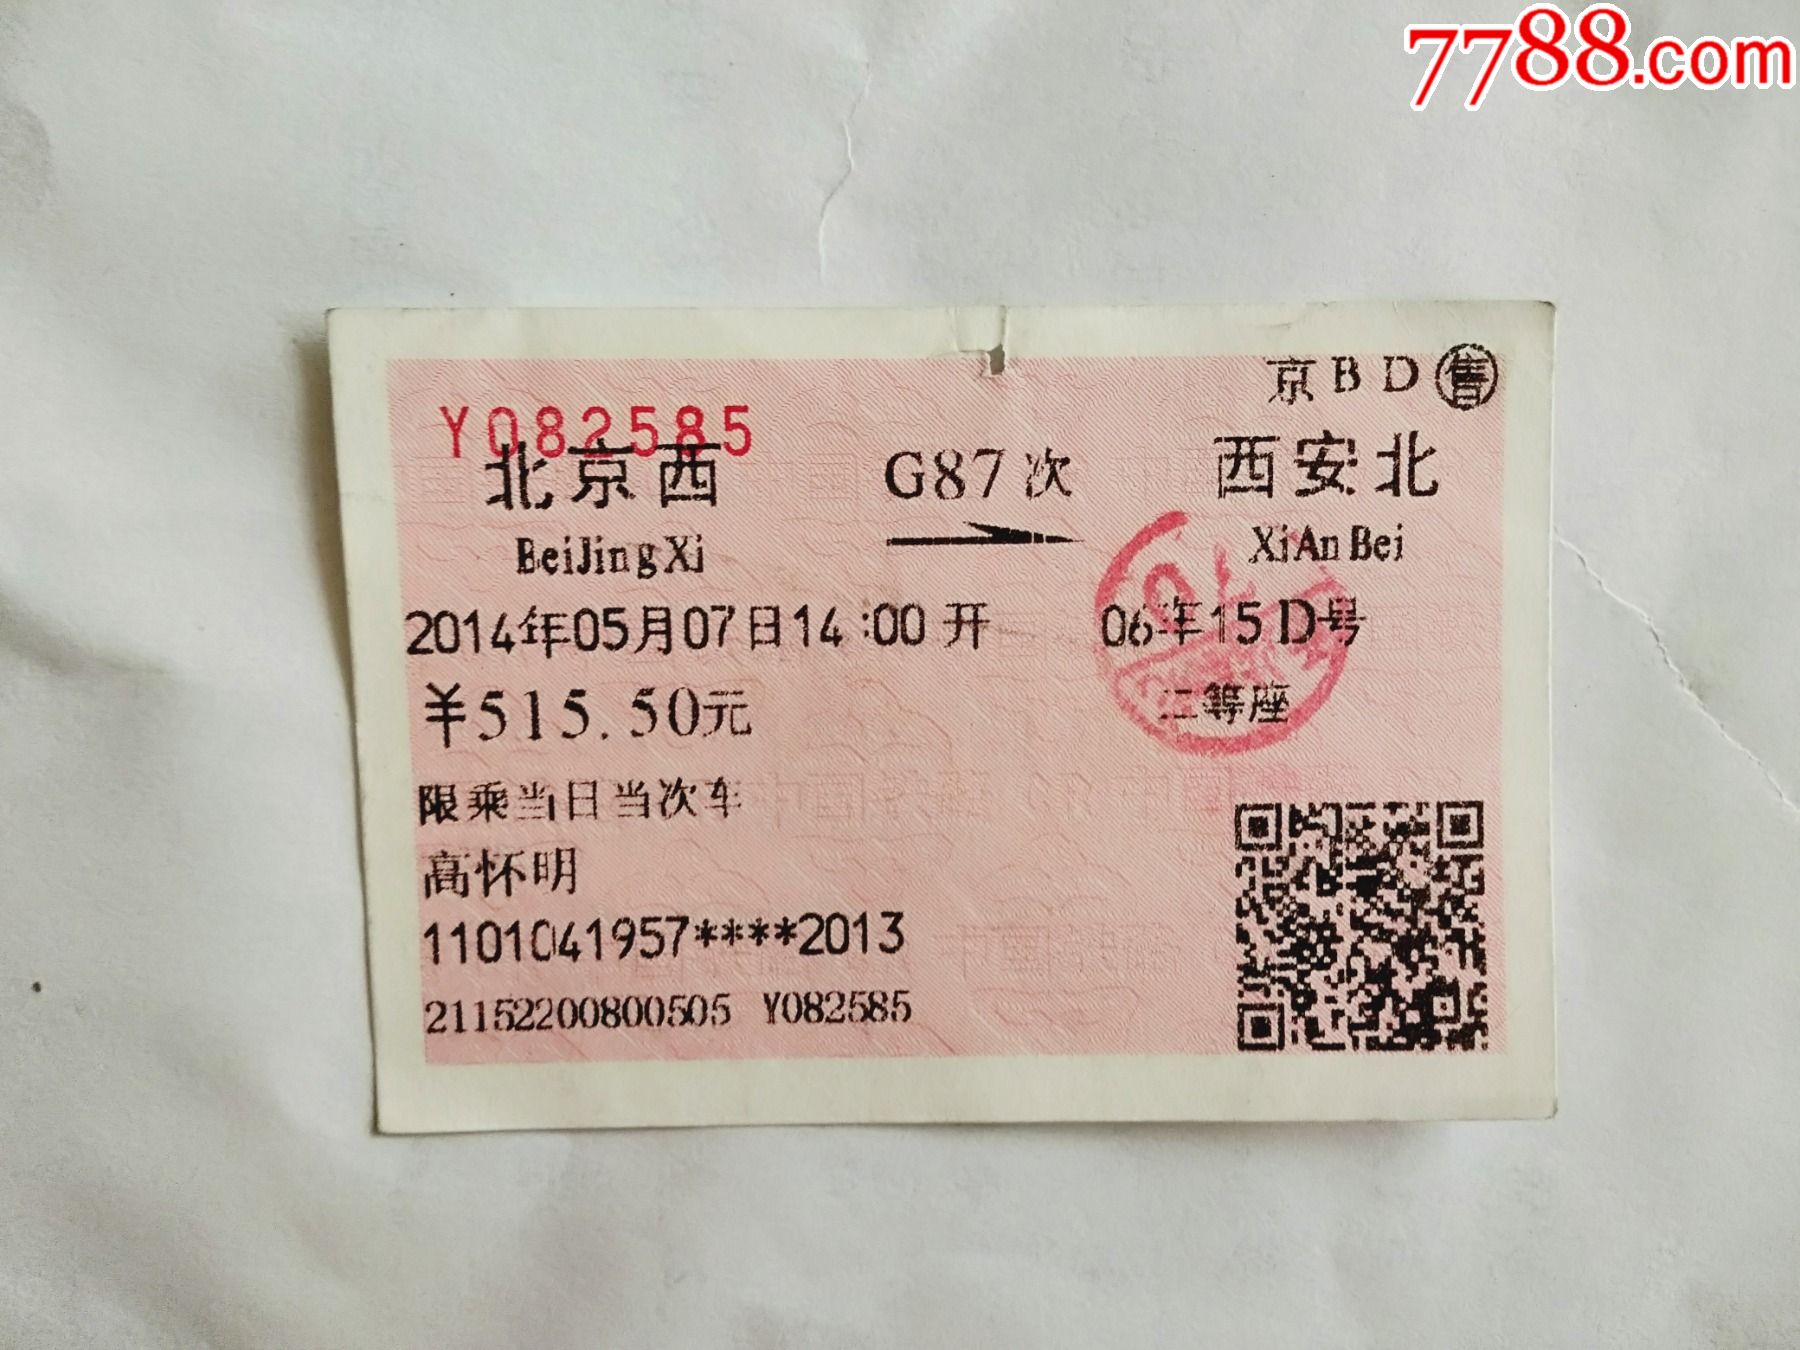 7788.com
京BD售
Y082585
北京西 G87次 西安北
BeiJingXi XiAnBei
2014年05月07日14:00开 06车15D号
￥515.50元 二等座
限乘当日当次车
高怀明
1101041957****2013
21152200800505 Y082585